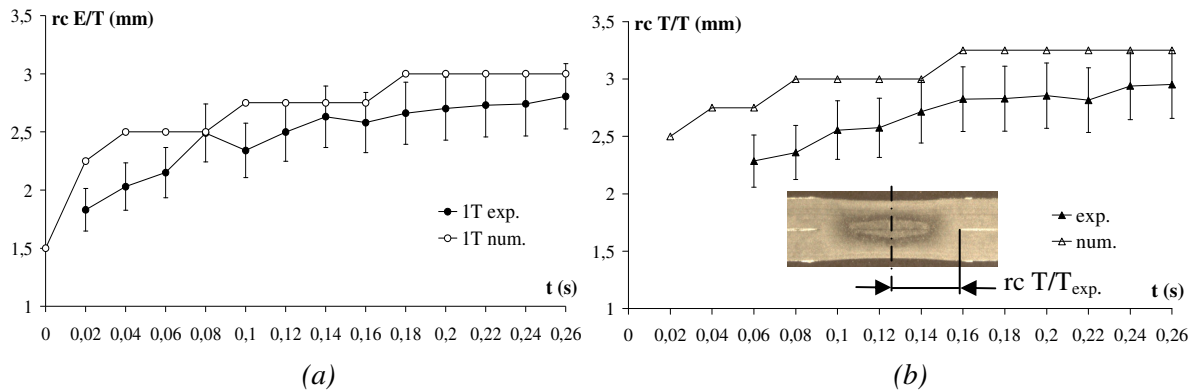 rc E/T (mm)
3,5
3
2,5
2
1,5
1
1T exp.
1T num.
t (s)
0 0,02 0,04 0,06 0,08 0,1 0,12 0,14 0,16 0,18 0,2 0,22 0,24 0,26
(a)
rc T/T (mm)
3,5
3
2,5
2
1,5
1
exp.
num.
rc T/Texp.
t (s)
0 0,02 0,04 0,06 0,08 0,1 0,12 0,14 0,16 0,18 0,2 0,22 0,24 0,26
(b)